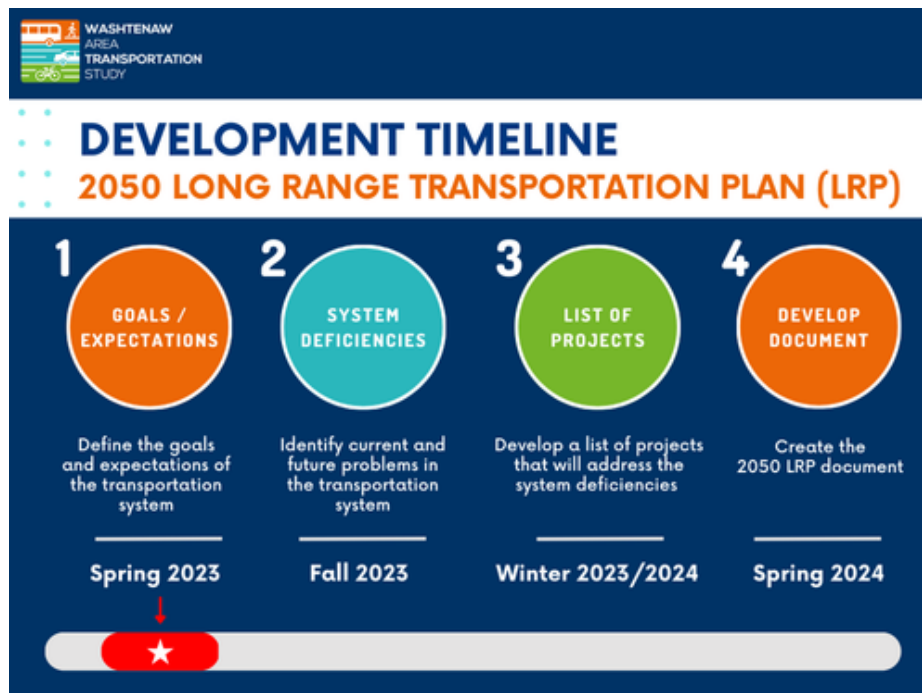 WASHTENAW
AREA
TRANSPORTATION
STUDY
DEVELOPMENT TIMELINE
2050 LONG RANGE TRANSPORTATION PLAN (LRP)
1
GOALS /
EXPECTATIONS
Define the goals
and expectations of
the transportation
system
Spring 2023
2
SYSTEM
DEFICIENCIES
Identify current and
future problems in
the transportation
system
Fall 2023
3
LIST OF
PROJECTS
Develop a list of projects
that will address the
system deficiencies
Winter 2023/2024
4
DEVELOP
DOCUMENT
Create the
2050 LRP document
Spring 2024